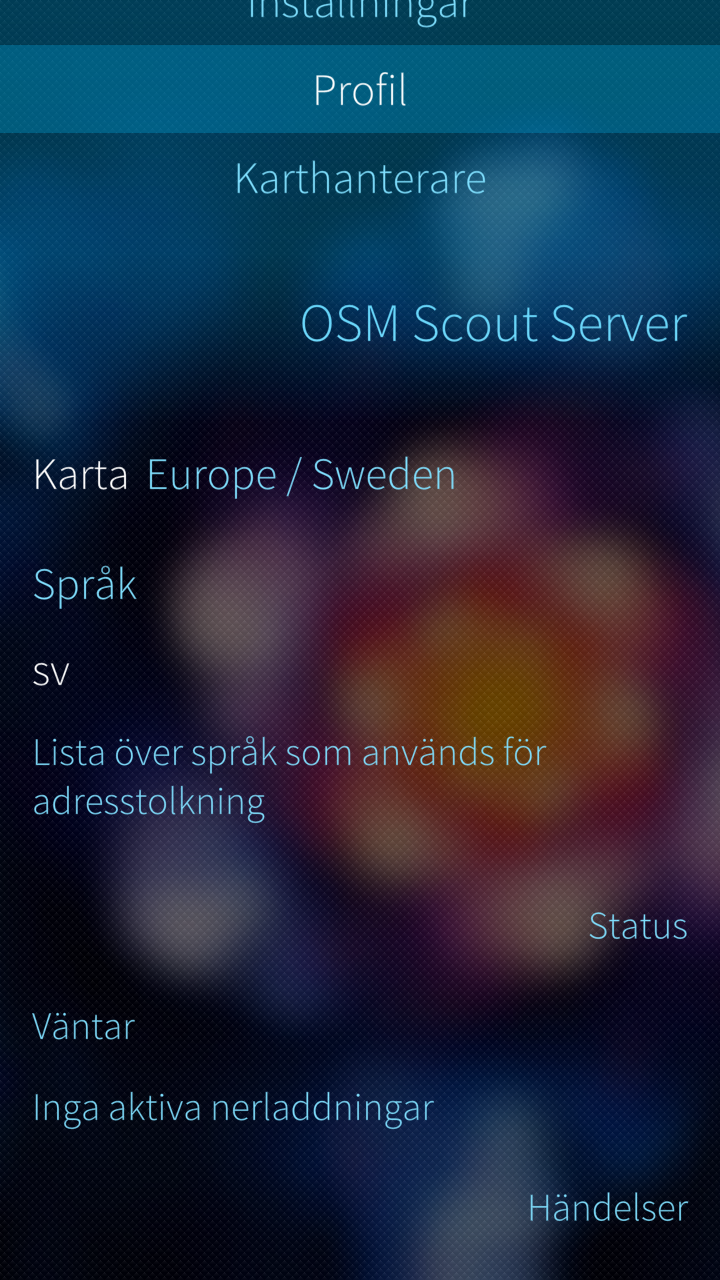 Inställningar
Profil
Karthanterare
OSM Scout Server
Karta Europe / Sweden
Språk
sv
Lista över språk som används för
adresstolkning
Status
Väntar
Inga aktiva nerladdningar
Händelser